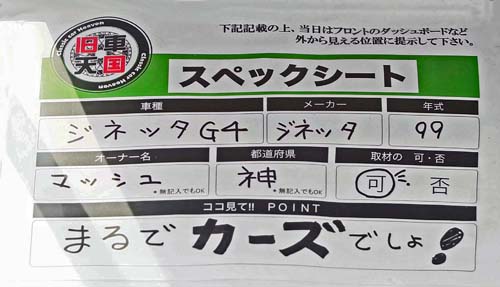 Classic car Heaven
旧車
天国
Classic car Heaven
下記記載の上、当日はフロントのダッシュボードなど
外から見える位置に提示して下さい。
スペックシート
車種 メーカー 年式
ジネッタG4 ジネッタ 99
オーナー名 都道府県 取材の 可・否
マッシュ 神 可 否
*無記入でもOK *無記入でもOK
ココ見て!! POINT
まるでカーズでしょ!